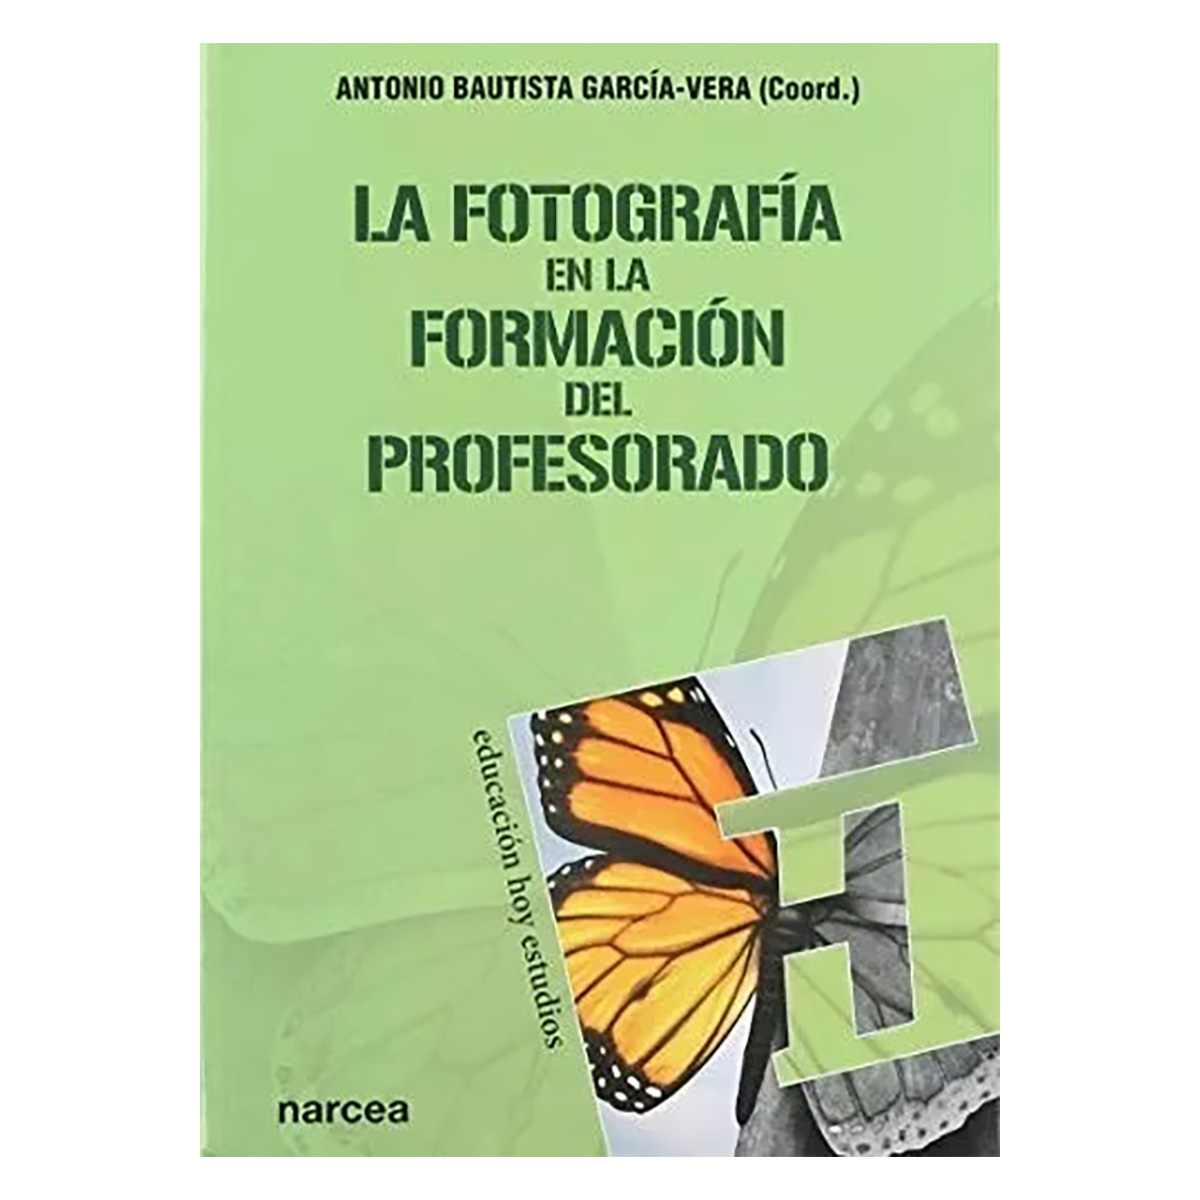 ANTONIO BAUTISTA GARCÍA-VERA (Coord.)
LA FOTOGRAFÍA
EN LA
FORMACIÓN
DEL
PROFESORADO
educación hoy estudios
narcea